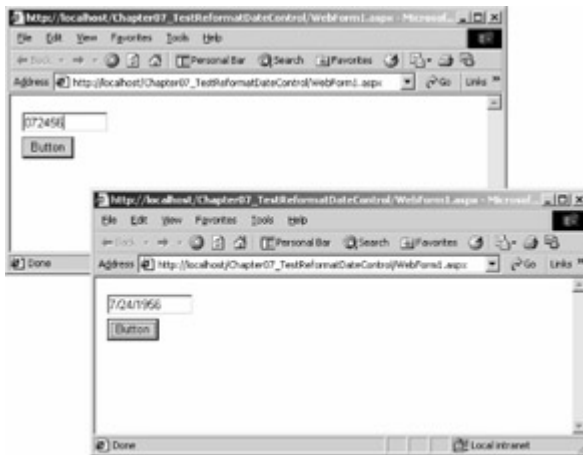 http://localhost/Chapter07_TestReformatDateControl/WebForm1.aspx - Microsof...
File Edit View Favorites Tools Help
Back Personal Bar Search Favorites
Address http://localhost/Chapter07_TestReformatDateControl/WebForm1.aspx Go Links »
072456
Button
Done
http://localhost/Chapter07_TestReformatDateControl/WebForm1.aspx - Microsof...
File Edit View Favorites Tools Help
Back Personal Bar Search Favorites
Address http://localhost/Chapter07_TestReformatDateControl/WebForm1.aspx Go Links »
7/24/1956
Button
Done Local intranet